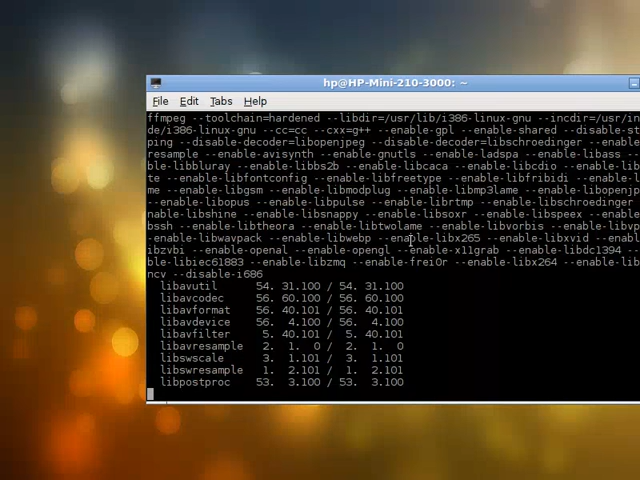 hp@HP-Mini-210-3000: ~
File Edit Tabs Help
ffmpeg --toolchain=hardened --libdir=/usr/lib/i386-linux-gnu --incdir=/usr/in
de/i386-linux-gnu --cc=cc --cxx=g++ --enable-gpl --enable-shared --disable-st
ping --disable-decoder=libopenjpeg --disable-decoder=libschroedinger --enable
resample --enable-avisynth --enable-gnutls --enable-ladspa --enable-libass --
ble-libbluray --enable-libbs2b --enable-libcaca --enable-libcdio --enable-lib
te --enable-libfontconfig --enable-libfreetype --enable-libfribidi --enable-l
me --enable-libgsm --enable-libmodplug --enable-libmp3lame --enable-libopenjp
--enable-libopus --enable-libpulse --enable-librtmp --enable-libschroedinger
nable-libshine --enable-libsnappy --enable-libsoxr --enable-libspeex --enable
bssh --enable-libtheora --enable-libtwolame --enable-libvorbis --enable-libvp
-enable-libwavpack --enable-libwebp --enable-libx265 --enable-libxvid --enabl
ibzvbi --enable-openal --enable-opengl --enable-x11grab --enable-libdc1394 --
ble-libiec61883 --enable-libzmq --enable-frei0r --enable-libx264 --enable-lib
ncv --disable-i686
libavutil 54. 31.100 / 54. 31.100
libavcodec 56. 60.100 / 56. 60.100
libavformat 56. 40.101 / 56. 40.101
libavdevice 56. 4.100 / 56. 4.100
libavfilter 5. 40.101 / 5. 40.101
libavresample 2. 1. 0 / 2. 1. 0
libswscale 3. 1.101 / 3. 1.101
libswresample 1. 2.101 / 1. 2.101
libpostproc 53. 3.100 / 53. 3.100